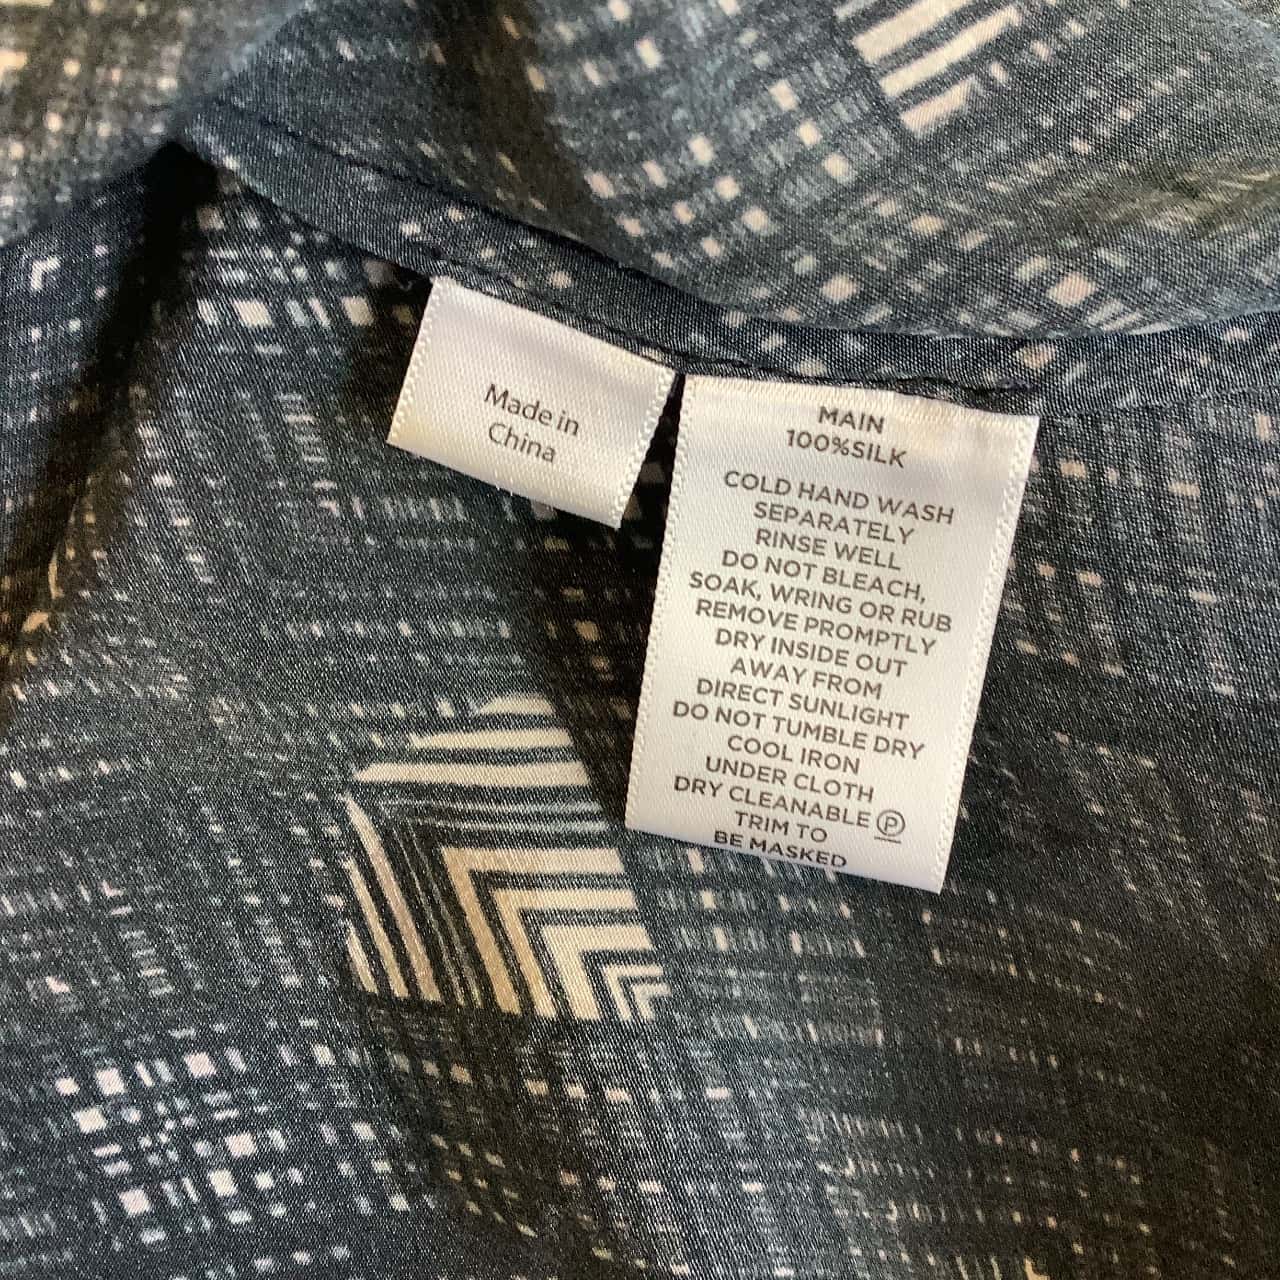 Made in
China
MAIN
100%SILK
COLD HAND WASH
SEPARATELY
RINSE WELL
DO NOT BLEACH,
SOAK, WRING OR RUB
REMOVE PROMPTLY
DRY INSIDE OUT
AWAY FROM
DIRECT SUNLIGHT
DO NOT TUMBLE DRY
COOL IRON
UNDER CLOTH
DRY CLEANABLE Ⓟ
TRIM TO
BE MASKED